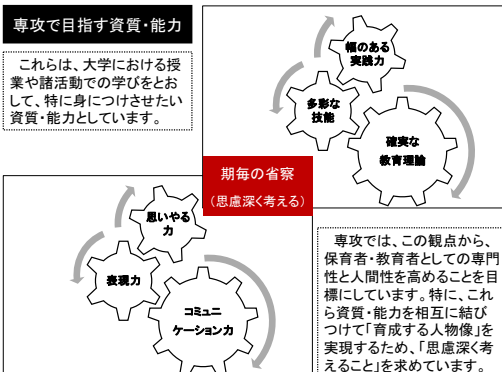 専攻で目指す資質・能力
これらは、大学における授
業や諸活動での学びをとお
して、特に身につけさせたい
資質・能力としています。
幅のある
実践力
多彩な
技能
確実な
教育理論
期毎の省察
(思慮深く考える)
思いやる
力
表現力
コミュニ
ケーション力
専攻では、この観点から、
保育者・教育者としての専門
性と人間性を高めることを目
標にしています。特に、これ
ら資質・能力を相互に結び
つけて「育成する人物像」を
実現するため、「思慮深く考
えること」を求めています。